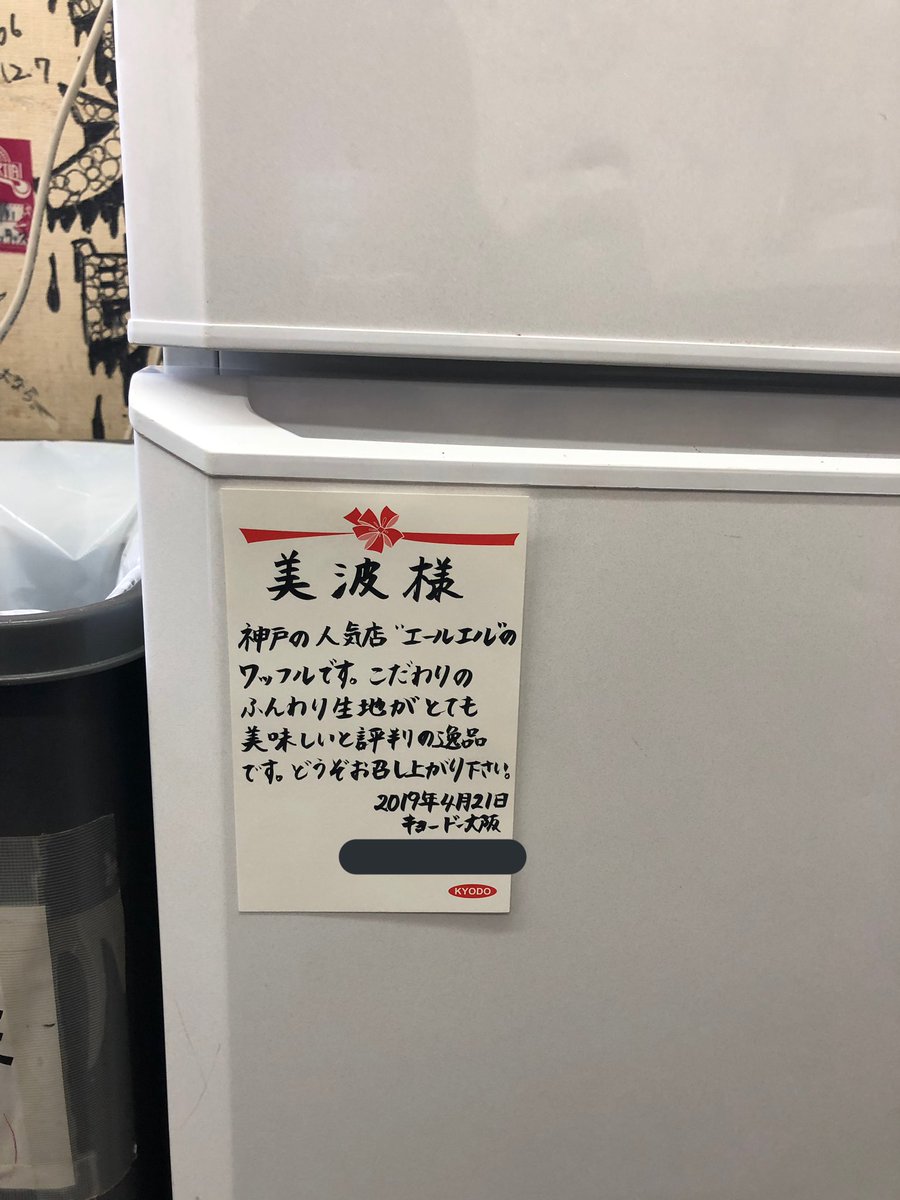 06
12.7
美波様
神戸の人気店“エールエル”の
ワッフルです。こだわりの
ふんわり生地がとても
美味しいと評判の逸品
です。どうぞお召し上がり下さい。
2019年4月21日
キョードー大阪
KYODO